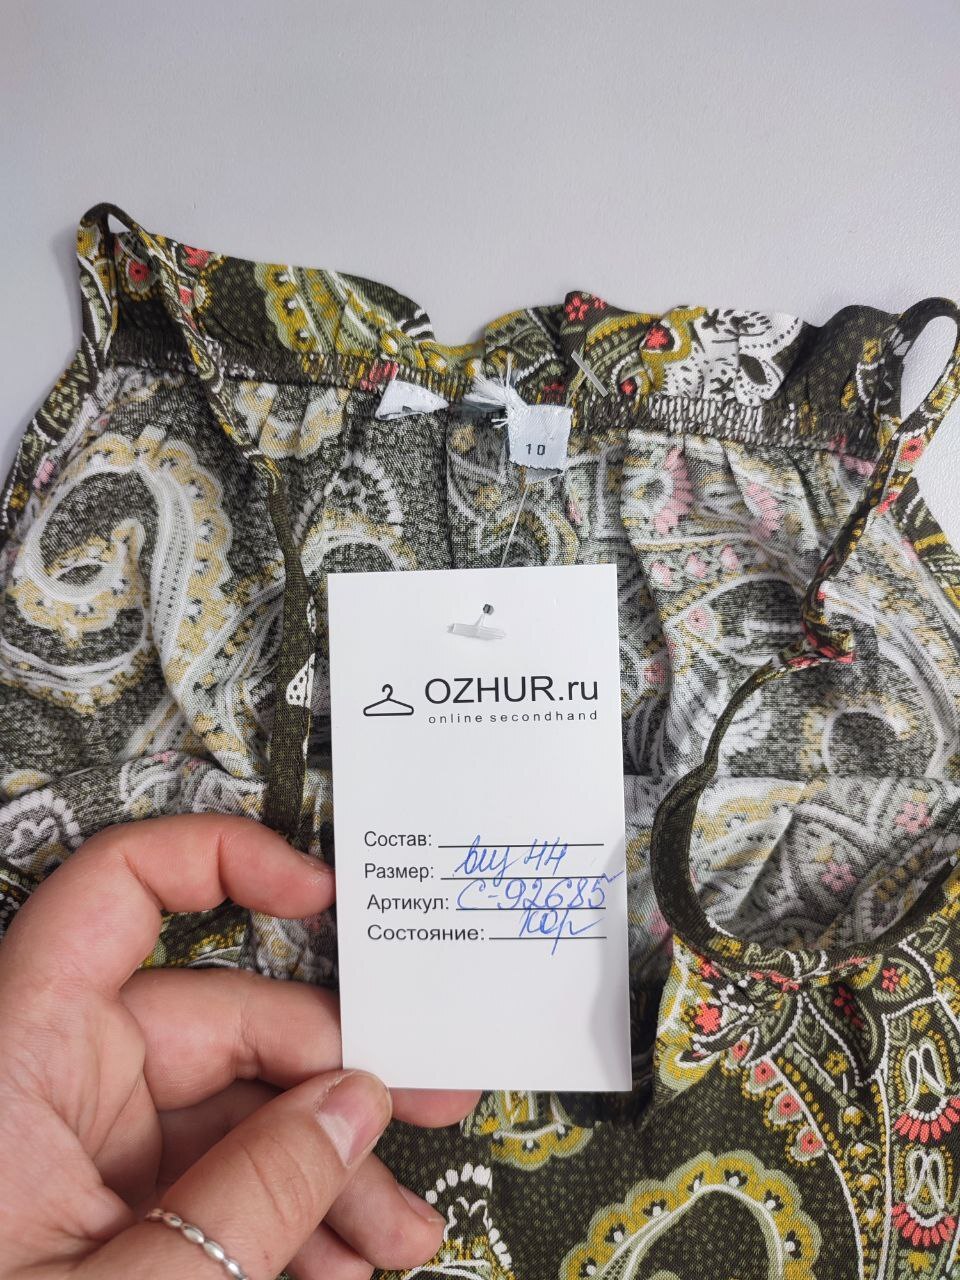 10
OZHUR.ru
online secondhand
Состав: виз
Размер: 44
Артикул: С-92685
Состояние: хор